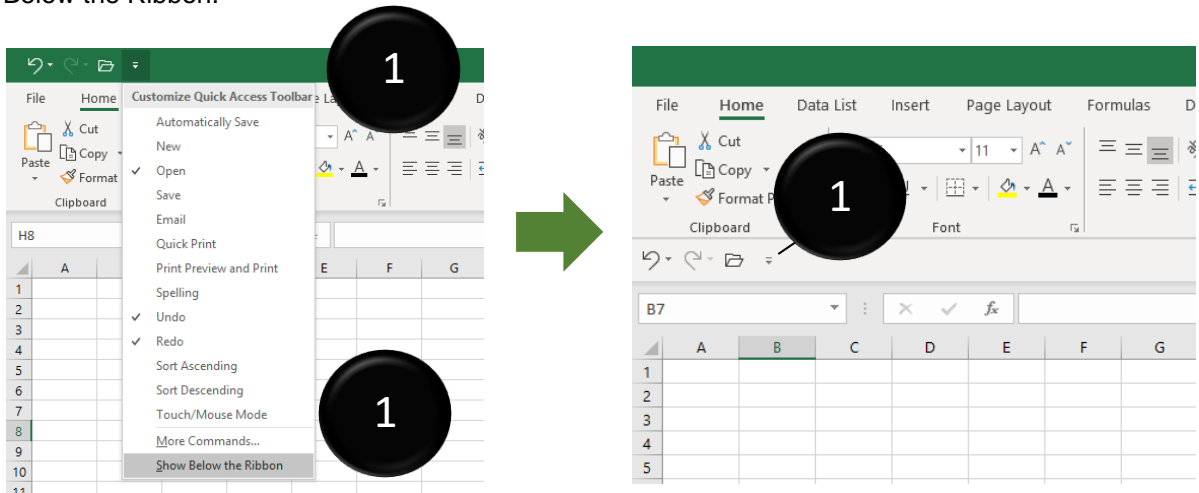 Below the Ribbon.
1
File Home
Customize Quick Access Toolbar
Automatically Save
New
Open
Save
Email
Quick Print
Print Preview and Print
Spelling
Undo
Redo
Sort Ascending
Sort Descending
Touch/Mouse Mode
More Commands...
Show Below the Ribbon
Cut
Copy
Format
Paste
Clipboard
H8
A E F G
1
2
3
4
5
6
7
8
9
10
11
1
File Home Data List Insert Page Layout Formulas D
Cut
Copy
Format P
Paste
11 A A
A
1
Clipboard Font
B7 fx
A B C D E F G
1
2
3
4
5